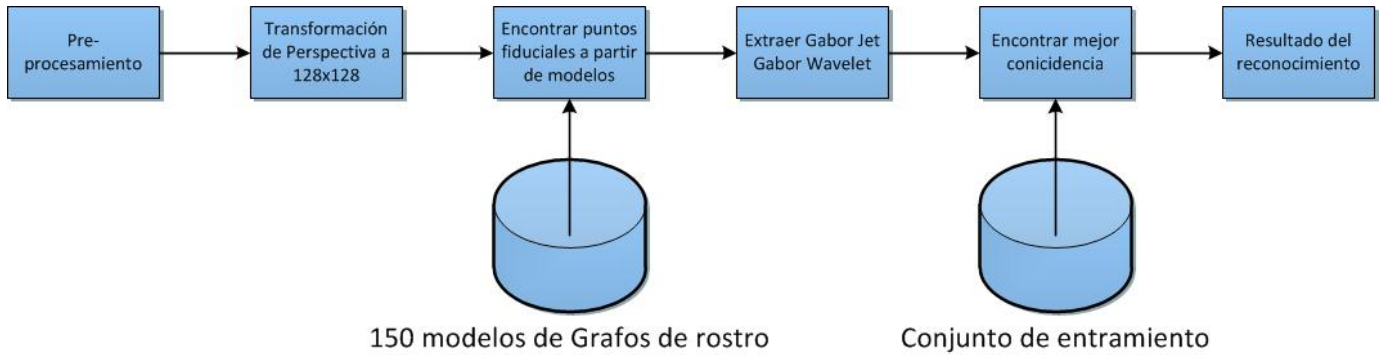 Pre-
procesamiento
Transformación
de Perspectiva a
128x128
Encontrar puntos
fiduciales a partir
de modelos
Extraer Gabor Jet
Gabor Wavelet
Encontrar mejor
conicidencia
Resultado del
reconocimiento
150 modelos de Grafos de rostro
Conjunto de entramiento